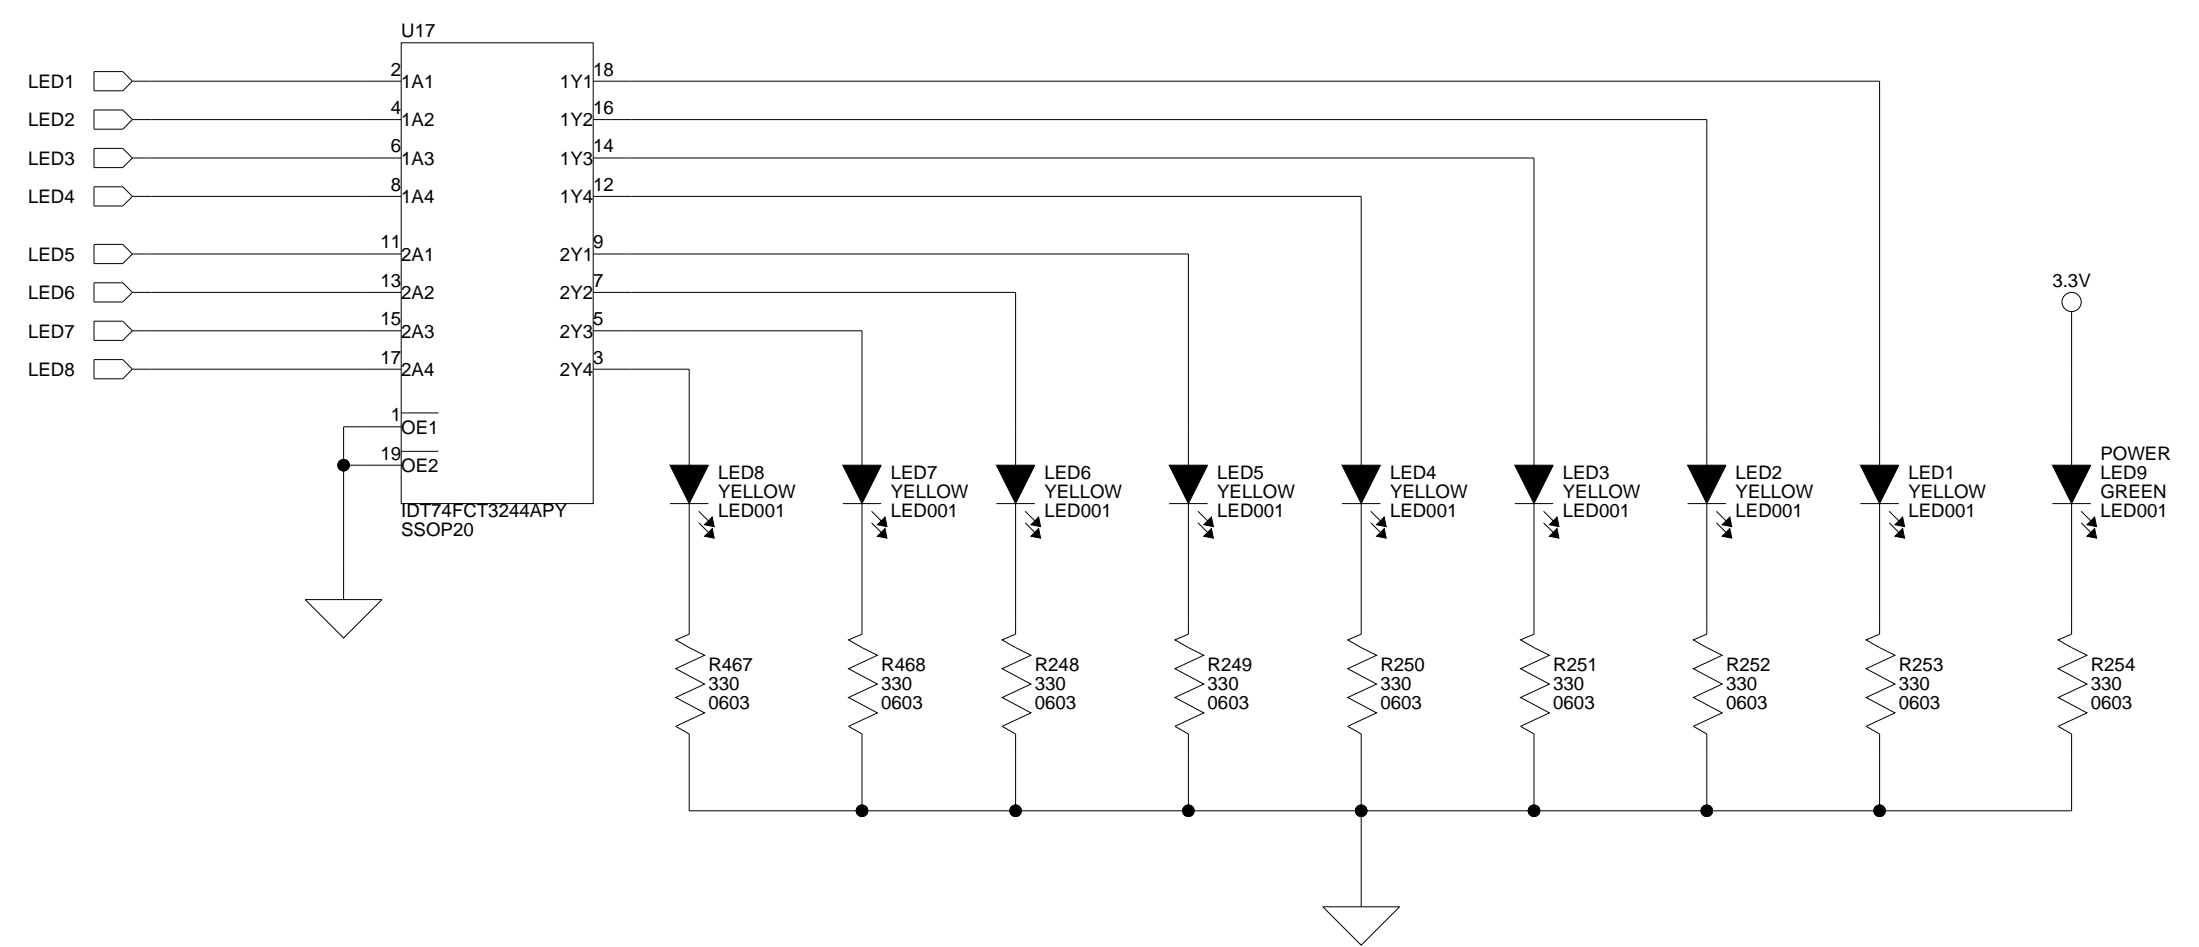 U17
LED1 2 1A1 1Y1 18
LED2 4 1A2 1Y2 16
LED3 6 1A3 1Y3 14
LED4 8 1A4 1Y4 12
LED5 11 2A1 2Y1 9
LED6 13 2A2 2Y2 7
LED7 15 2A3 2Y3 5
LED8 17 2A4 2Y4 3
1 OE1
19 OE2
IDT74FCT3244APY
SSOP20
3.3V
LED8
YELLOW
LED001
LED7
YELLOW
LED001
LED6
YELLOW
LED001
LED5
YELLOW
LED001
LED4
YELLOW
LED001
LED3
YELLOW
LED001
LED2
YELLOW
LED001
LED1
YELLOW
LED001
POWER
LED9
GREEN
LED001
R467
330
0603
R468
330
0603
R248
330
0603
R249
330
0603
R250
330
0603
R251
330
0603
R252
330
0603
R253
330
0603
R254
330
0603